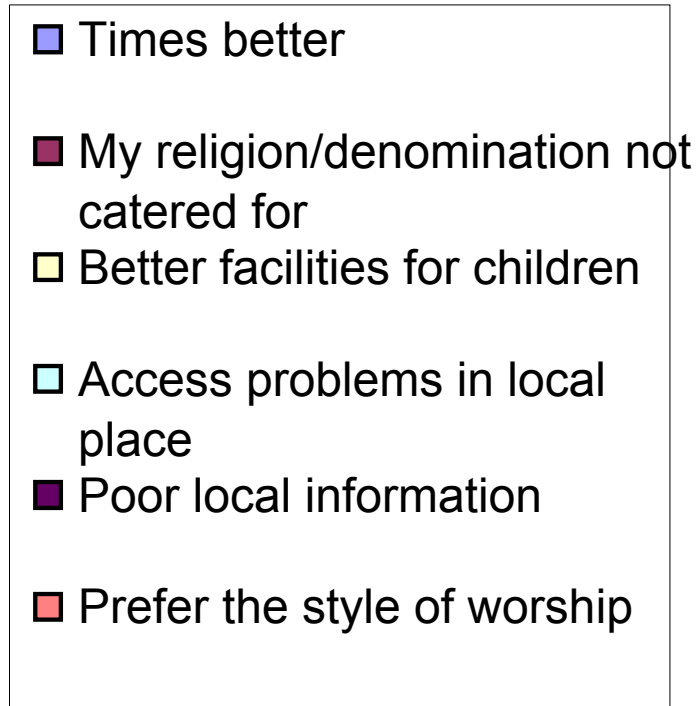 Times better
My religion/denomination not
catered for
Better facilities for children
Access problems in local
place
Poor local information
Prefer the style of worship